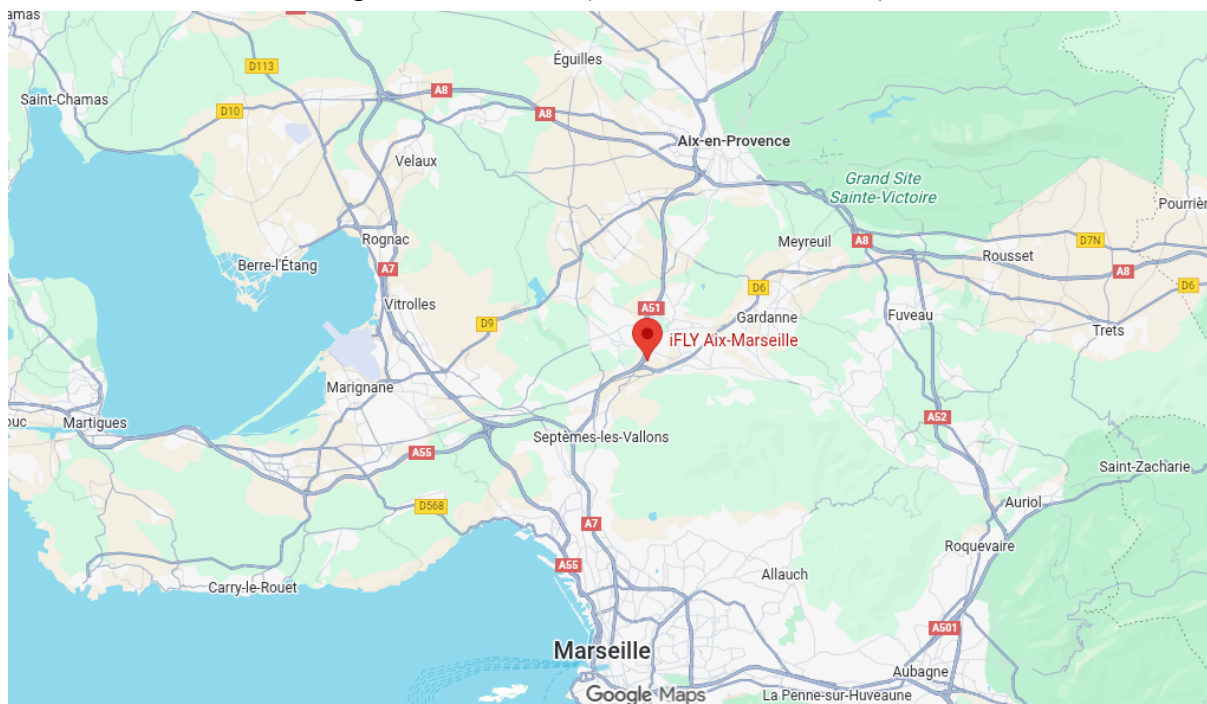 amas
Saint-Chamas
D113
D10
A8
A8
Éguilles
Velaux
Aix-en-Provence
Grand Site
Sainte-Victoire
Pourrièr
Rognac
Berre-l'Étang
A7
Vitrolles
Meyreuil
A8
D7N
Rousset
A8
D6
D6
A51
D9
Gardanne
Fuveau
Trets
iFLY Aix-Marseille
Marignane
ouc
Martigues
A55
Septèmes-les-Vallons
A52
Saint-Zacharie
Auriol
D568
A7
Roquevaire
Carry-le-Rouet
A55
Allauch
A501
Marseille
Aubagne
Google Maps
La Penne-sur-Huveaune